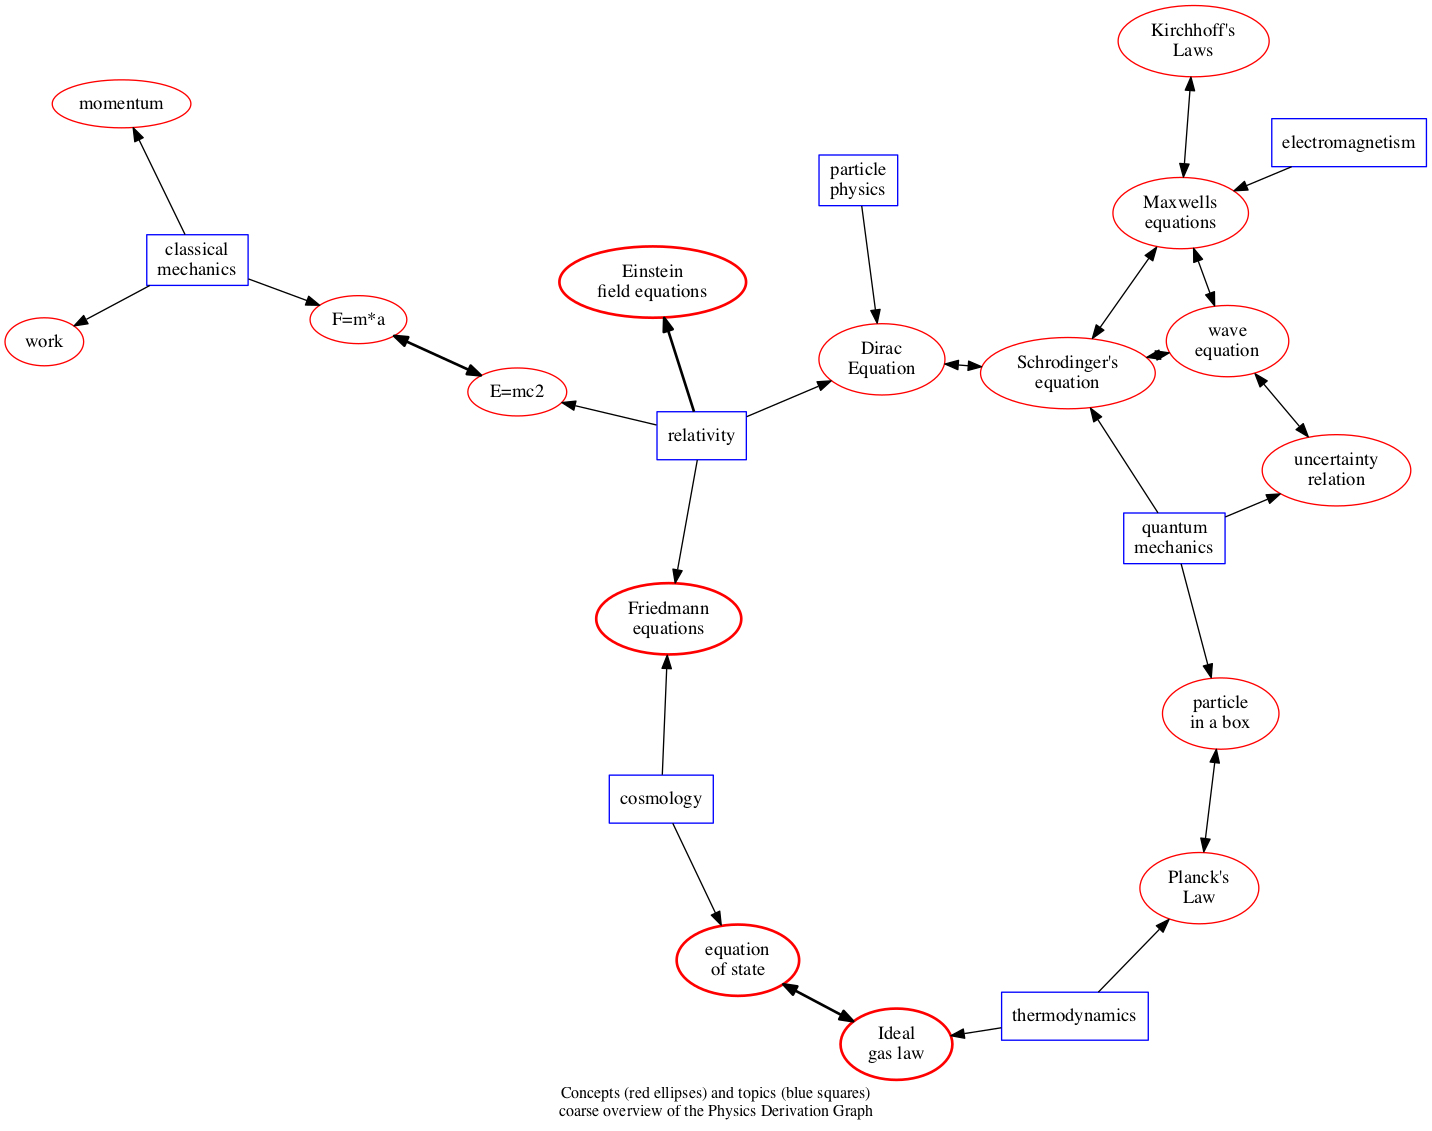 Kirchhoff's
Laws
momentum
electromagnetism
particle
physics
Maxwells
equations
classical
mechanics
Einstein
field equations
F=m*a
work
wave
equation
Dirac
Equation
Schrodinger's
equation
E=mc2
relativity
uncertainty
relation
quantum
mechanics
Friedmann
equations
particle
in a box
cosmology
Planck's
Law
equation
of state
thermodynamics
Ideal
gas law
Concepts (red ellipses) and topics (blue squares)
coarse overview of the Physics Derivation Graph